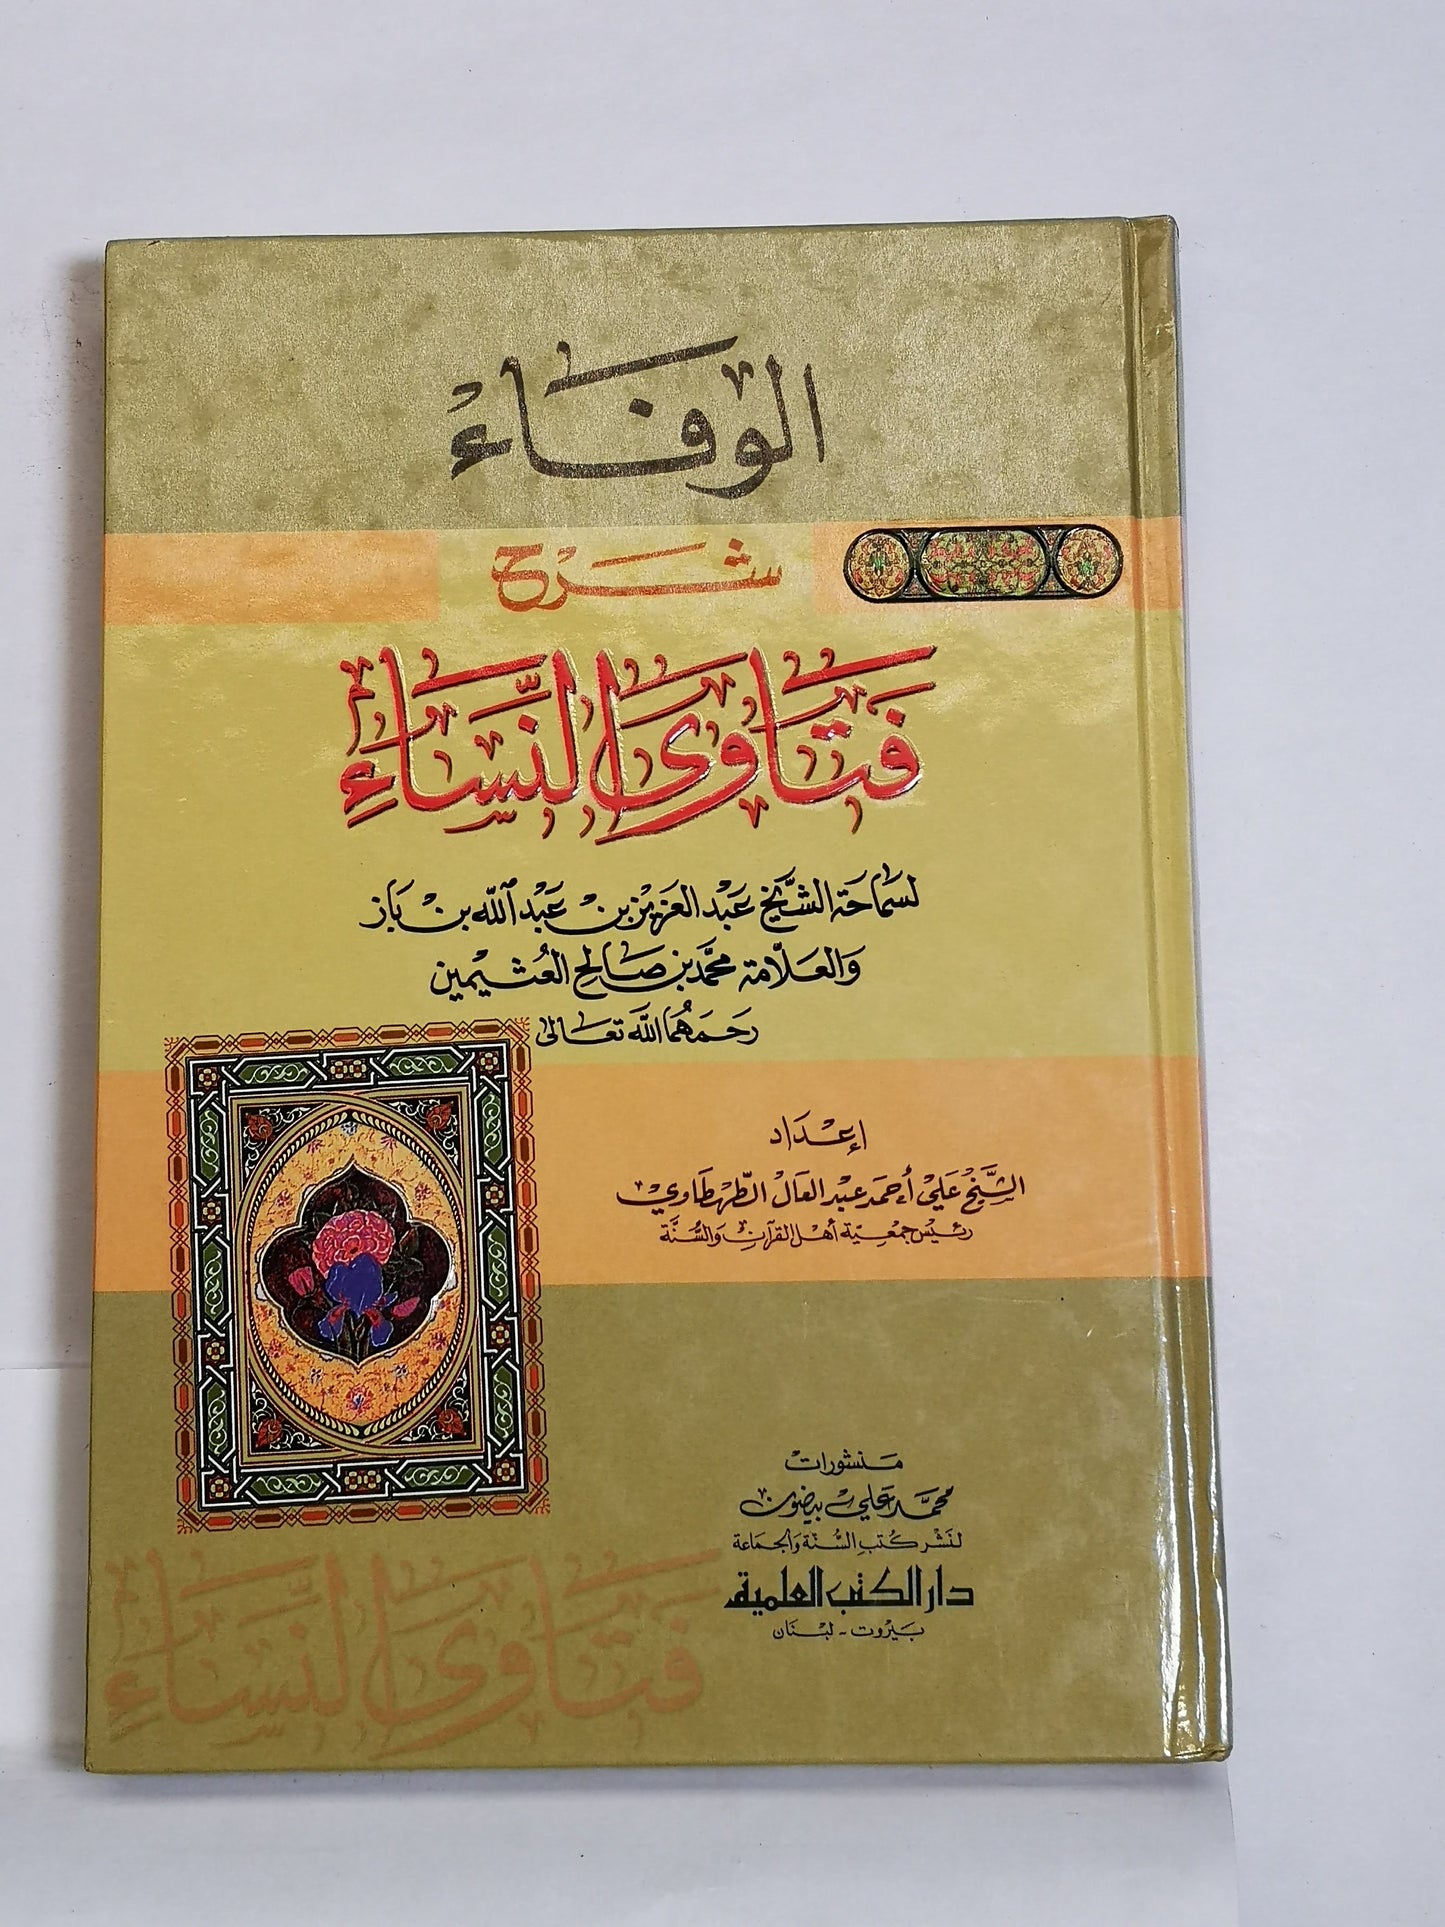 الوفاء
شرح
فتاوى النساء
لسماحة الشيخ عبد العزيز بن عبد الله بن باز
والعلامة محمد بن صالح العثيمين
رحمهما الله تعالى
إعداد
الشيخ علي أحمد عبد العال الطهطاوي
رئيس جمعية أهل القرآن والسنة
منشورات
محمد علي بيضون
لنشر كتب السنة والجماعة
دار الكتب العلمية
بيروت - لبنان
فتاوى النساء